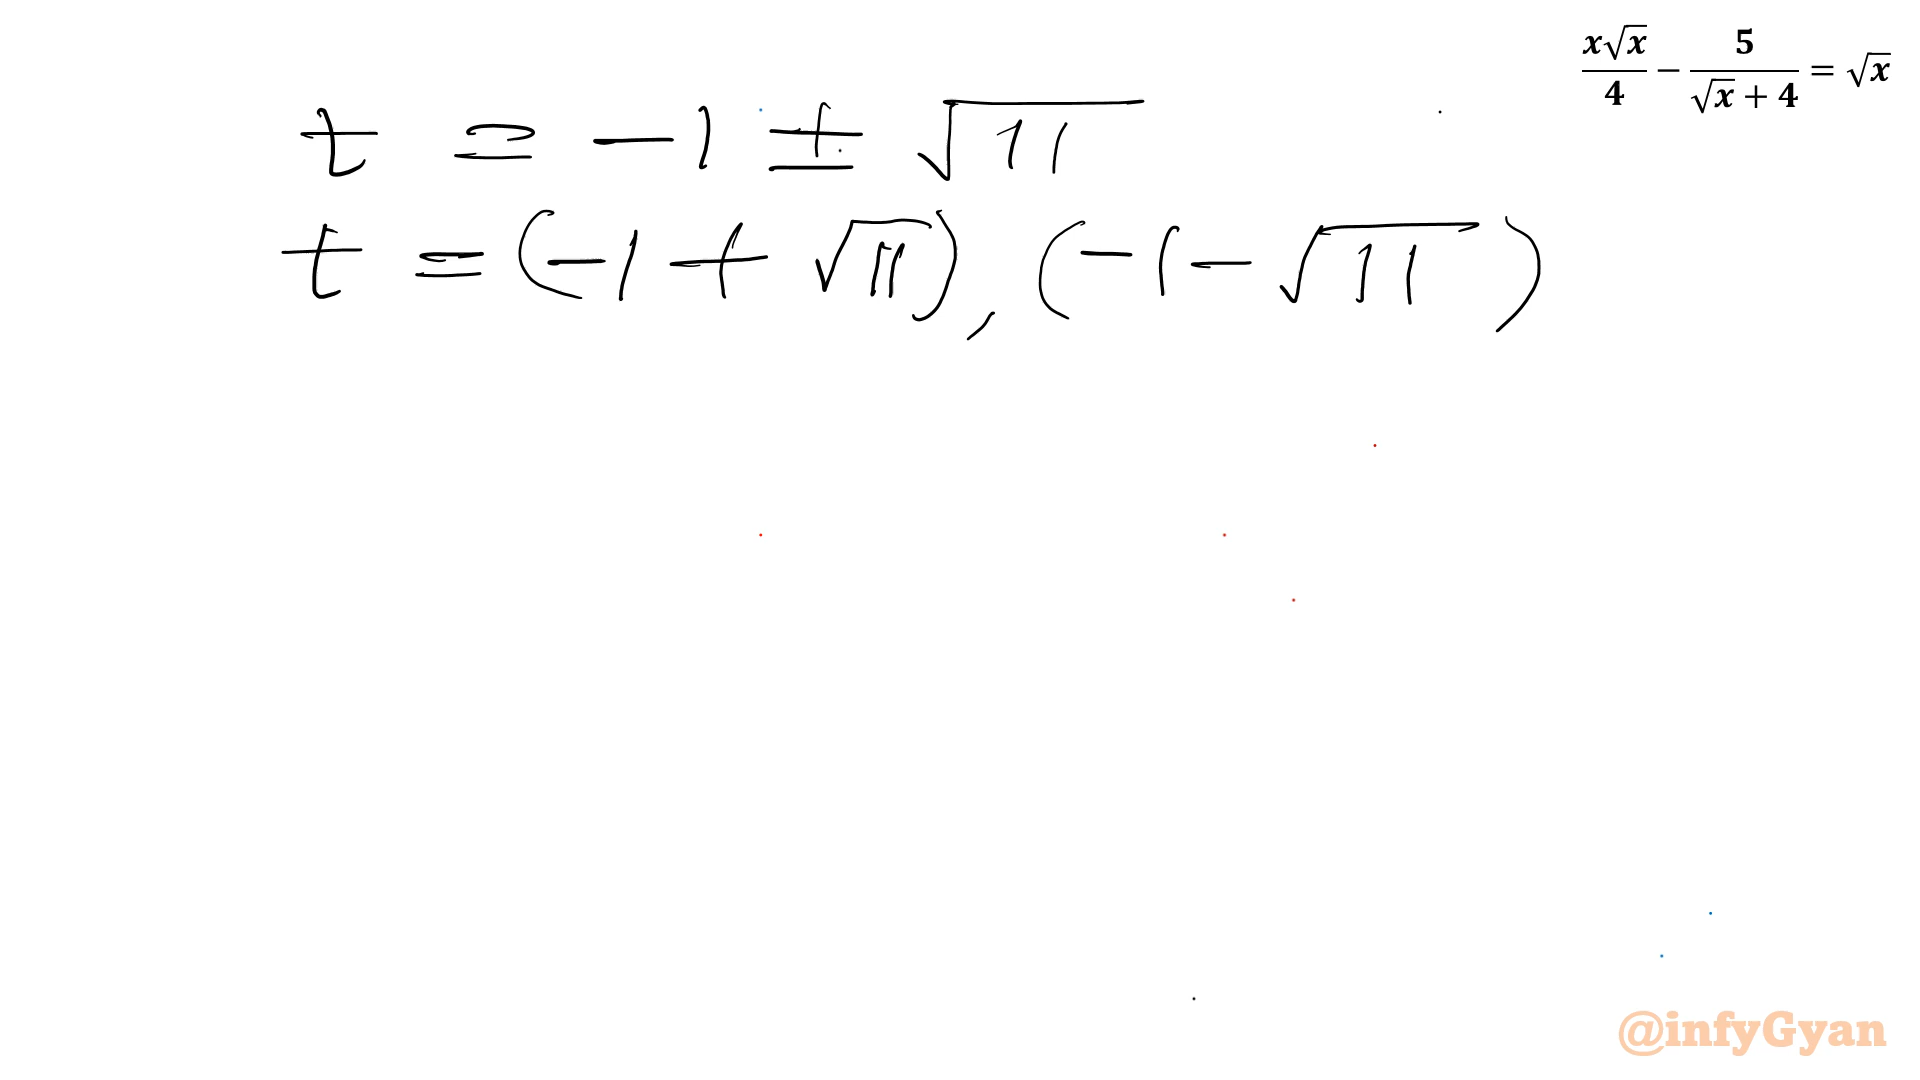 x√x/4 − 5/(√x + 4) = √x
t = −1 ± √11
t = (−1 + √11), (−1 − √11)
@infyGyan